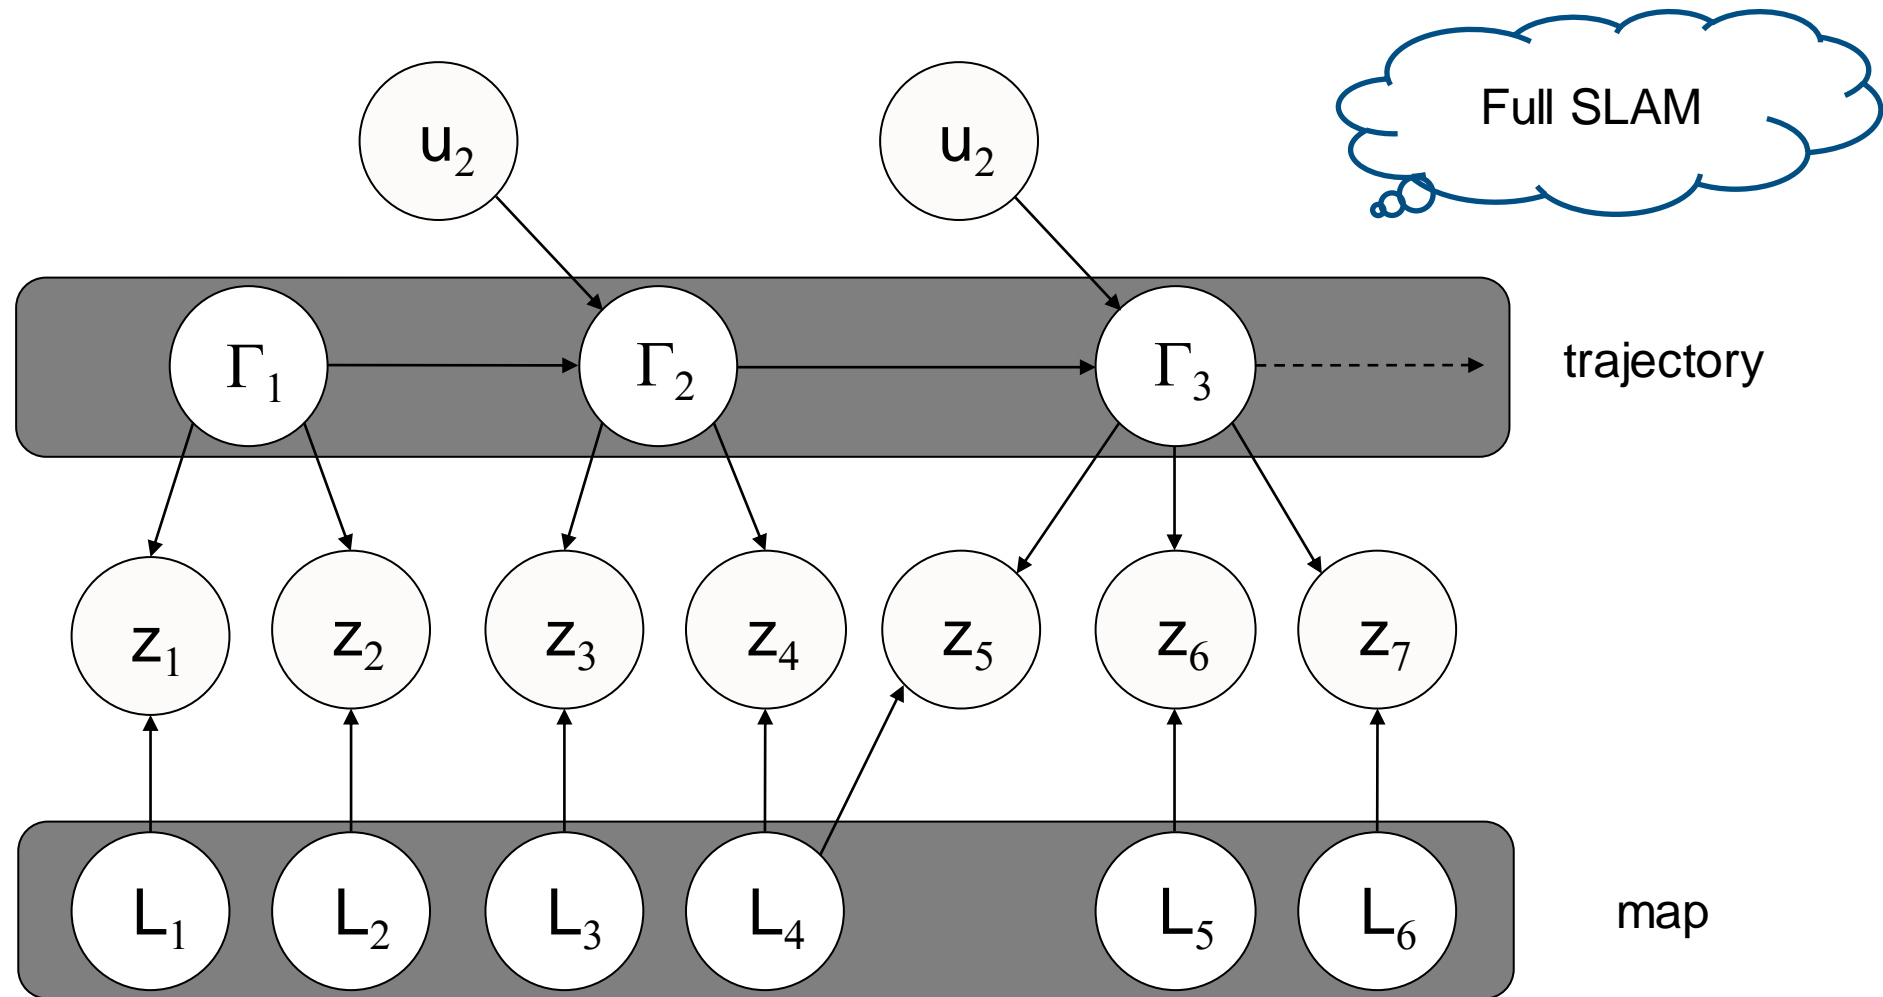 Full SLAM
u₂ u₂
Γ₁ Γ₂ Γ₃ trajectory
z₁ z₂ z₃ z₄ z₅ z₆ z₇
L₁ L₂ L₃ L₄ L₅ L₆ map